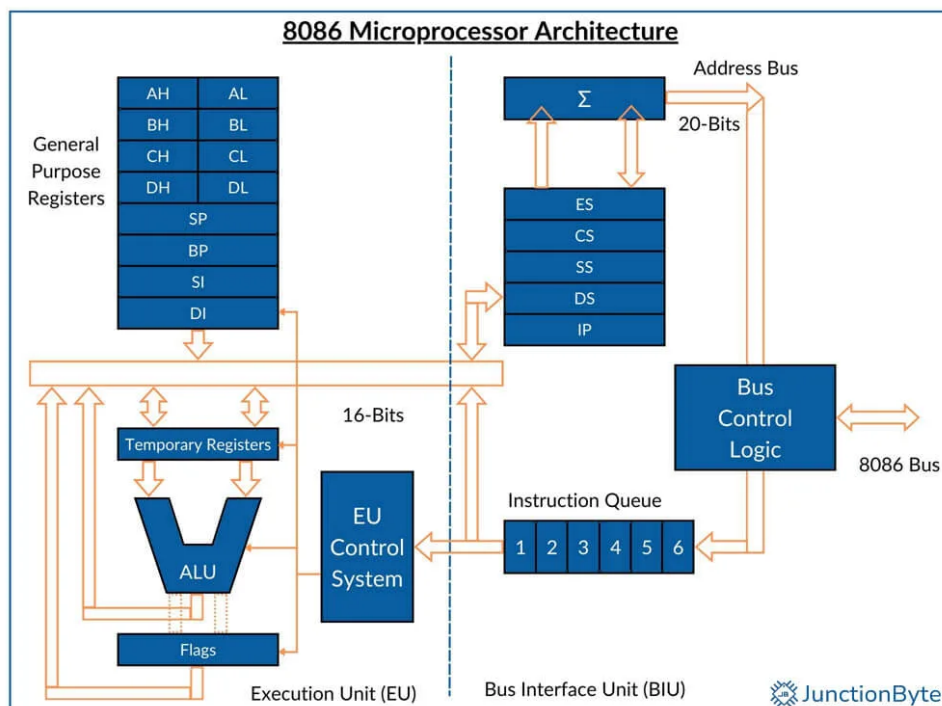 8086 Microprocessor Architecture
General
Purpose
Registers
AH AL
BH BL
CH CL
DH DL
SP
BP
SI
DI
16-Bits
Temporary Registers
ALU
Flags
EU
Control
System
Execution Unit (EU)
Σ
Address Bus
20-Bits
ES
CS
SS
DS
IP
Bus
Control
Logic
8086 Bus
Instruction Queue
1 2 3 4 5 6
Bus Interface Unit (BIU)
JB
JunctionByte